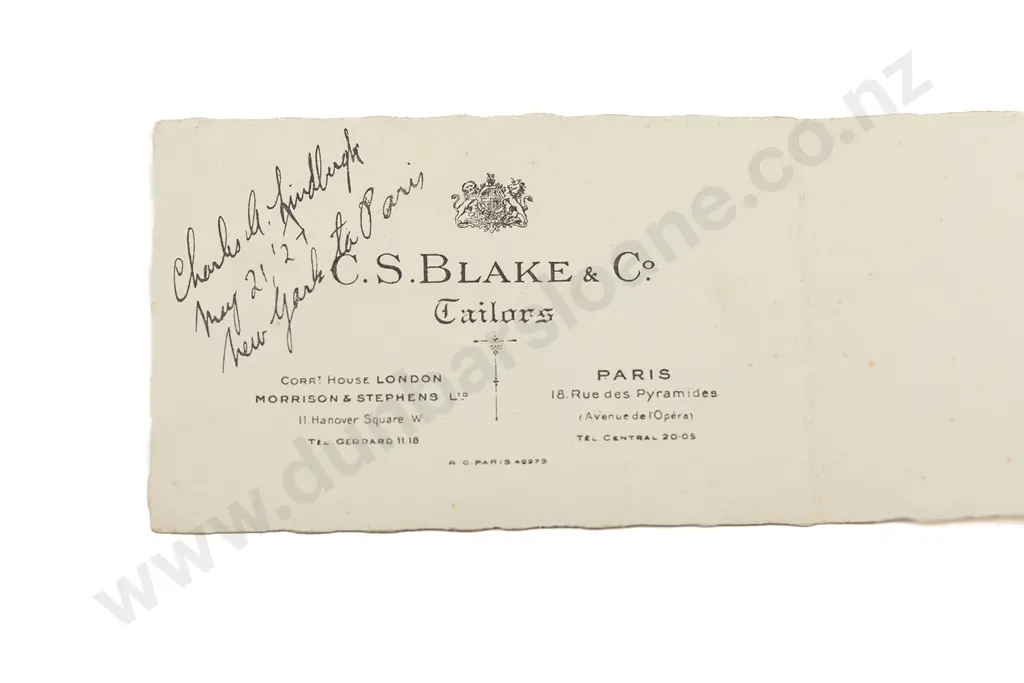 Charles A. Lindbergh
May 21, '27
New York to Paris
C.S. BLAKE & Cº
Tailors
CORRT HOUSE LONDON
MORRISON & STEPHENS LTD
11 Hanover Square W
TEL. GERRARD 11.18
PARIS
18. Rue des Pyramides
(Avenue de l'Opéra)
TEL. CENTRAL 20-05
R.C. PARIS 49279
www.dunbarsloane.co.nz